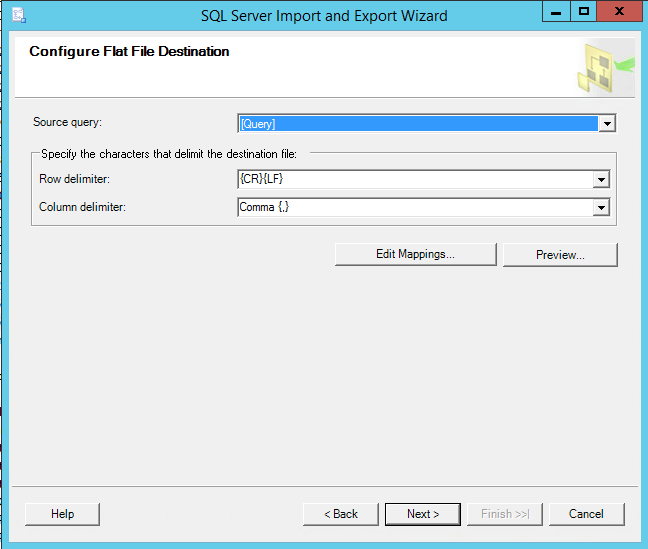 SQL Server Import and Export Wizard
Configure Flat File Destination
Source query:
[Query]
Specify the characters that delimit the destination file:
Row delimiter:
{CR}{LF}
Column delimiter:
Comma {,}
Edit Mappings...
Preview...
Help
< Back
Next >
Finish >>|
Cancel